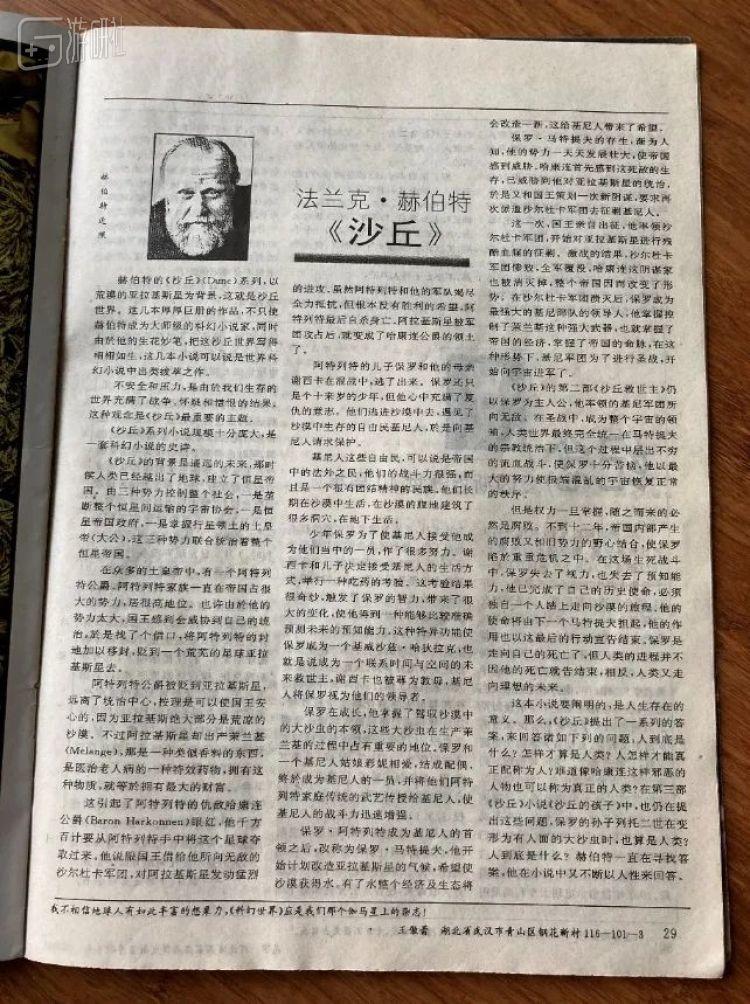 游研社
赫伯特近照
法兰克·赫伯特
《沙丘》
赫伯特的《沙丘》(Dune)系列,以
荒漠的亚拉基斯星为背景,这就是沙丘
世界。这几本厚厚巨册的作品,不只使
赫伯特成为大师级的科幻小说家,同时
由於他的生花妙笔,把这沙丘世界写得
栩栩如生,这几本小说可以说是世界科
幻小说中出类拔萃之作。
不安全和压力,是由於我们生存的
世界充满了战争、怀疑和憎恨的结果。
这种观念是《沙丘》最重要的主题。
《沙丘》系列小说规模十分庞大,是
一套科幻小说的史诗。
《沙丘》的背景是遥远的未来,那时
候人类已经越出了地球,建立了恒星帝
国。由三种势力控制整个社会,一是垄
断整个恒星间运输的宇宙协会,一是恒
星帝国政府,一是掌握行星领土的土皇
帝(大公),这三种势力联合统治着整个
恒星帝国。
在众多的土皇帝中,有一个阿特列
特公爵。阿特列特家族一直在帝国占很
大的势力,居很高地位。也许由於他的
势力太大,国王感到会威胁到自己的统
治,於是找了个借口,将阿特列特的封
地加以移封,贬到一个荒芜的星球亚拉
基斯星去。
阿特列特公爵被贬到亚拉基斯星,
远离了统治中心,按理是可以使国王安
心的,因为亚拉基斯绝大部分是荒凉的
沙漠。不过阿拉基斯星却出产莱兰基
(Melange),那是一种类似香料的东西,
是医治老人病的一种特效药物,拥有这
种物质,就等於拥有最大的财富。
这引起了阿特列特的仇敌哈康连
公爵(Baron Harkonnen)眼红,他千方
百计要从阿特列特手中将这个星球夺
取过来,他说服国王借给他所向无敌的
沙尔杜卡军团,对阿拉基斯星发动猛烈
的进攻。虽然阿特列特和他的军队竭尽
全力抵抗,但根本没有胜利的希望。阿
特列特最后自杀身亡。阿拉基斯星被军
团攻占后,就变成了哈康连公爵的领土
了。
阿特列特的儿子保罗和他的母亲
谢西卡在混战中,逃了出来。保罗还只
是个十来岁的少年,但他心中充满了复
仇的意志。他们逃进沙漠中去,遇见了
沙漠中生存的自由民基尼人,於是向基
尼人请求保护。
基尼人这些自由民,可以说是帝国
中的法外之民,他们的战斗力很强,而
且是一个很有团结精神的民族。他们长
期在沙漠中生活,在沙漠的腹地建筑了
很多洞穴,在地下生活。
少年保罗为了使基尼人接受他成
为他们当中的一员,作了很多努力。谢
西卡和儿子决定接受基尼人的生活方
式,举行一种吃药的考验。这考验结果
很奇妙,触发了保罗的智力,带来了很
大的变化,使他得到一种能够比较准确
预测未来的预知能力。这种特异功能使
保罗成为一个基威沙兹·哈狄拉克,也
就是说成为一个联系时间与空间的未
来救世主,谢西卡也被尊为教母。基尼
人将保罗视为他们的领导者。
保罗在成长,他掌握了驾驭沙漠中
的大沙虫的本领,这些大沙虫在生产莱
兰基的过程中占有重要的地位。保罗和
一个基尼人姑娘彩妮相爱,结成配偶,
终於成为基尼人的一员,并将他们阿特
列特家庭传统的武艺传授给基尼人,使
基尼人的战斗力迅速增强。
保罗·阿特列特成为基尼人的首
领之后,改称为保罗·马特提夫,他开
始计划改造亚拉基斯星的气候,希望使
沙漠获得水。有了水整个经济及生态将
会改造一新,这给基尼人带来了希望。
保罗·马特提夫的存生,渐为人
知,他的势力一天天发展壮大,使帝国
感到威胁。哈康连首先感到这死敌的生
存,已威胁到他对亚拉基斯星的统治,
於是又和国王策划一次新阴谋,要求再
次派遣沙尔杜卡军团去征剿基尼人。
这一次,国王亲自出征,他率领沙
尔杜卡军团,开始对亚拉基斯星进行残
酷血腥的征剿。激战的结果,沙尔杜卡
军团惨败,全军覆没,哈康连这阴谋家
也被消灭掉,整个帝国因而改变了形
势。在沙尔杜卡军团溃灭后,保罗成为
最强大的基尼部队的领导人,他掌握控
制了莱兰基这种强大武器,也就掌握了
帝国的经济,掌握了帝国的命脉,在这
种形势下,基尼军团为了进行圣战,开
始向宇宙进军了。
《沙丘》的第二部《沙丘救世主》仍
以保罗为主人公,他率领的基尼军团所
向无敌。在圣战中,成为整个宇宙的领
袖,人类世界最终完全统一在马特提夫
的宗教统治下,但这个过程中层出不穷
的流血战斗,使保罗十分苦恼,他以最
大的努力使极端混乱的宇宙恢复正常
的秩序。
但是权力一旦掌握,随之而来的必
然是腐败。不到十二年,帝国内部产生
的腐败又和旧势力的野心结合,使保罗
陷於重重危机之中。在这场生死战斗
中,保罗失去了视力,也失去了预知能
力,他已完成了自己的历史使命,必须
独自一个人踏上走向沙漠的旅程,他的
使命将由下一个马特提夫担起,他的作
用也以这最后的行动宣告结束。保罗是
走向自己的死亡了,但人类的进程并不
因他的死亡戢告结束,相反,人类又走
向理想的未来。
这本小说要阐明的,是人生存在的
意义。那么,《沙丘》提出了一系列的答
案,来回答诸如下列的问题,人到底是
什么?怎样才算是人类?人怎样才能真
正配称为人?难道像哈康连这样邪恶的
人物也可以称为真正的人类?在第三部
《沙丘》小说《沙丘的孩子》中,也仍在提
出这些问题,保罗的孙子列托二世在变
形为有人面的大沙虫时,也算是人类?
人到底是什么?赫伯特一直在寻找答
案,他在小说中又不断以人性来回答。
我不相信地球人有如此丰富的想象力,《科幻世界》应是我们那个伽马星上的杂志!
王傲霜 湖北省武汉市青山区钢花新村116—101—3 29